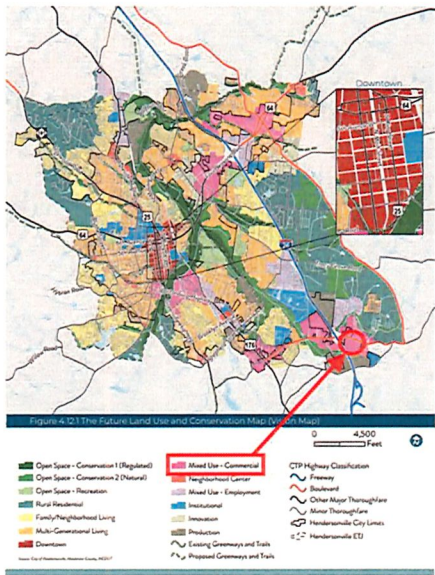 Downtown
64
25
64
25
64
176
Figure 4.12.1 The Future Land Use and Conservation Map (Vision Map)
0 4,500
Feet
Open Space - Conservation 1 (Regulated)
Open Space - Conservation 2 (Natural)
Open Space - Recreation
Rural Residential
Family/Neighborhood Living
Multi-Generational Living
Downtown
Mixed Use - Commercial
Neighborhood Center
Mixed Use - Employment
Institutional
Innovation
Production
Existing Greenways and Trails
Proposed Greenways and Trails
CTP Highway Classification
Freeway
Boulevard
Other Major Thoroughfare
Minor Thoroughfare
Hendersonville City Limits
Hendersonville ETJ